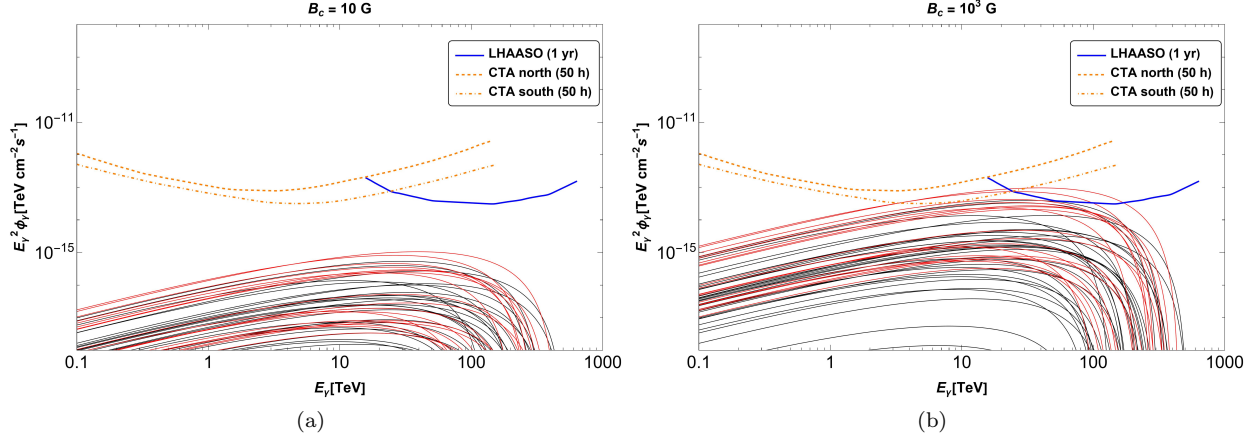 B_c = 10 G
LHAASO (1 yr)
CTA north (50 h)
CTA south (50 h)
10^-11
10^-15
E_γ^2 ϕ_γ[TeV cm^-2 s^-1]
0.1 1 10 100 1000
E_γ[TeV]
(a)
B_c = 10^3 G
LHAASO (1 yr)
CTA north (50 h)
CTA south (50 h)
10^-11
10^-15
E_γ^2 ϕ_γ[TeV cm^-2 s^-1]
0.1 1 10 100 1000
E_γ[TeV]
(b)